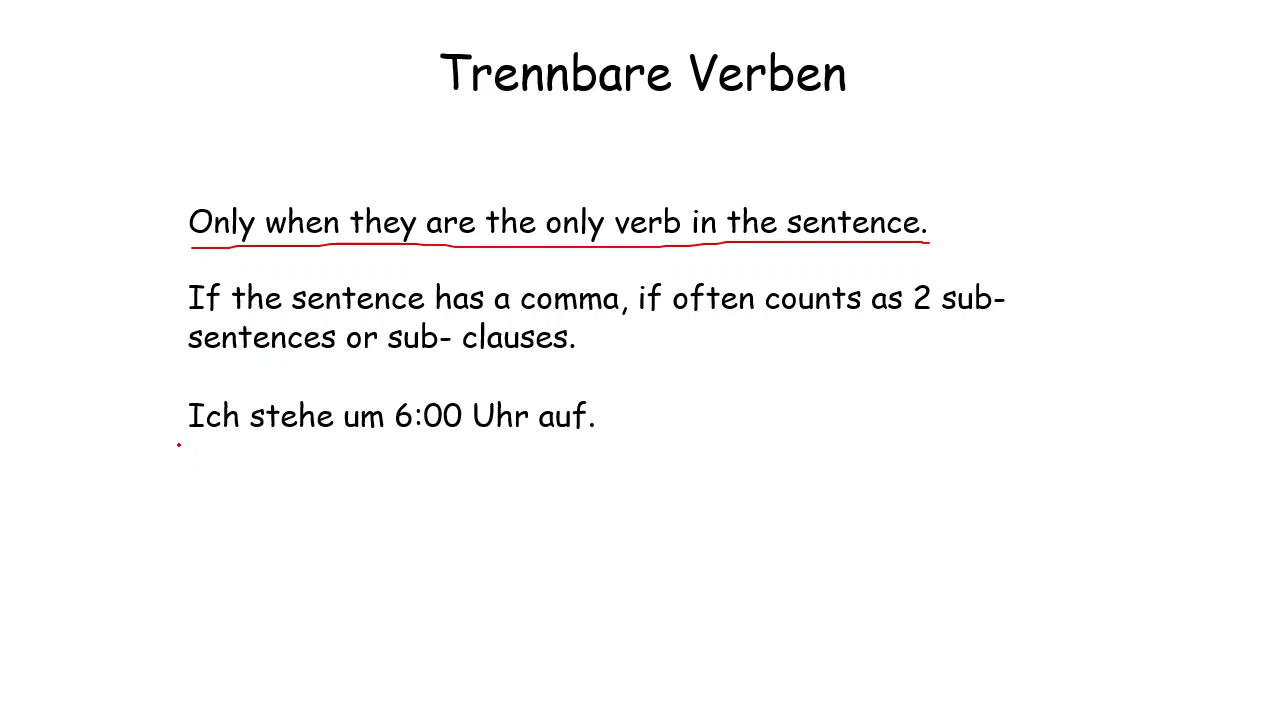 Trennbare Verben
Only when they are the only verb in the sentence.
If the sentence has a comma, if often counts as 2 sub-
sentences or sub- clauses.
Ich stehe um 6:00 Uhr auf.